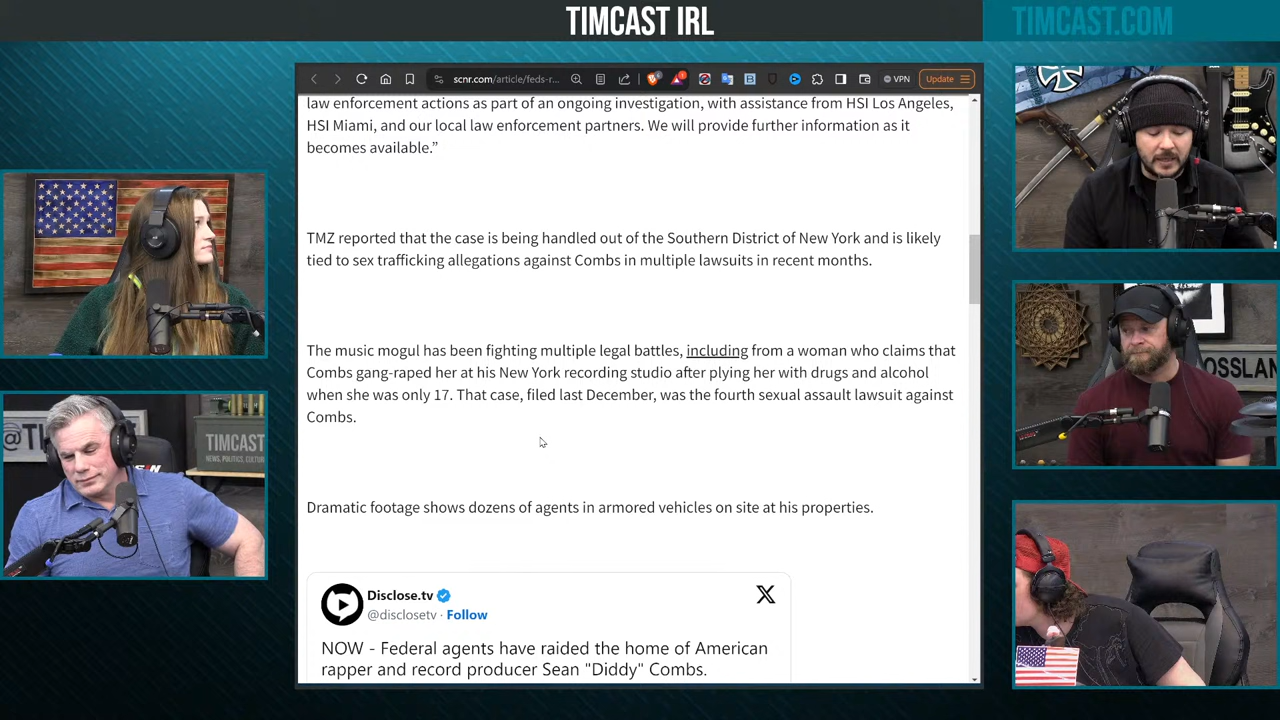 TIMCAST IRL
TIMCAST.COM
scnr.com/article/feds-r...
VPN
Update
law enforcement actions as part of an ongoing investigation, with assistance from HSI Los Angeles,
HSI Miami, and our local law enforcement partners. We will provide further information as it
becomes available.”
TMZ reported that the case is being handled out of the Southern District of New York and is likely
tied to sex trafficking allegations against Combs in multiple lawsuits in recent months.
The music mogul has been fighting multiple legal battles, including from a woman who claims that
Combs gang-raped her at his New York recording studio after plying her with drugs and alcohol
when she was only 17. That case, filed last December, was the fourth sexual assault lawsuit against
Combs.
Dramatic footage shows dozens of agents in armored vehicles on site at his properties.
Disclose.tv
@disclosetv · Follow
NOW - Federal agents have raided the home of American
rapper and record producer Sean "Diddy" Combs.
@TI
TIMCAST
NEWS, POLITICS, CULTUR
OSSLAN